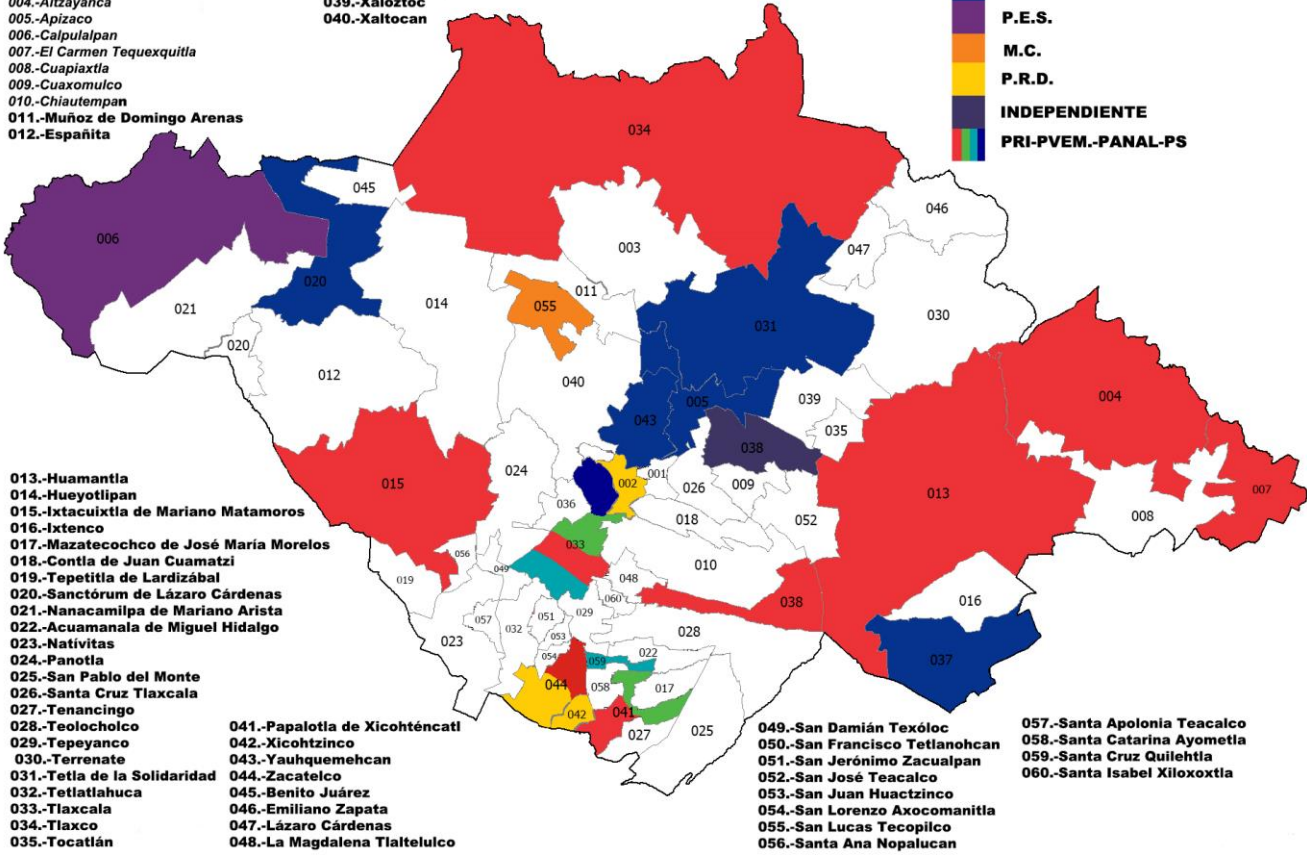 004.-Altzayanca
005.-Apizaco
006.-Calpulalpan
007.-El Carmen Tequexquitla
008.-Cuapiaxtla
009.-Cuaxomulco
010.-Chiautempan
011.-Muñoz de Domingo Arenas
012.-Españita
039.-Xaloztoc
040.-Xaltocan
P.E.S.
M.C.
P.R.D.
INDEPENDIENTE
PRI-PVEM.-PANAL-PS
034
045
046
006
003
047
020
011
014
021
055
031
030
020
012
040
039
004
005
043
035
038
015
024
001
002
026
009
013
007
036
018
052
008
033
056
049
048
010
019
060
016
038
029
057
051
032
053
028
023
022
037
054
059
044
058
017
042
041
027
025
013.-Huamantla
014.-Hueyotlipan
015.-Ixtacuixtla de Mariano Matamoros
016.-Ixtenco
017.-Mazatecochco de José María Morelos
018.-Contla de Juan Cuamatzi
019.-Tepetitla de Lardizábal
020.-Sanctórum de Lázaro Cárdenas
021.-Nanacamilpa de Mariano Arista
022.-Acuamanala de Miguel Hidalgo
023.-Natívitas
024.-Panotla
025.-San Pablo del Monte
026.-Santa Cruz Tlaxcala
027.-Tenancingo
028.-Teolocholco
029.-Tepeyanco
030.-Terrenate
031.-Tetla de la Solidaridad
032.-Tetlatlahuca
033.-Tlaxcala
034.-Tlaxco
035.-Tocatlán
041.-Papalotla de Xicohténcatl
042.-Xicohtzinco
043.-Yauhquemehcan
044.-Zacatelco
045.-Benito Juárez
046.-Emiliano Zapata
047.-Lázaro Cárdenas
048.-La Magdalena Tlaltelulco
049.-San Damián Texóloc
050.-San Francisco Tetlanohcan
051.-San Jerónimo Zacualpan
052.-San José Teacalco
053.-San Juan Huactzinco
054.-San Lorenzo Axocomanitla
055.-San Lucas Tecopilco
056.-Santa Ana Nopalucan
057.-Santa Apolonia Teacalco
058.-Santa Catarina Ayometla
059.-Santa Cruz Quilehtla
060.-Santa Isabel Xiloxoxtla